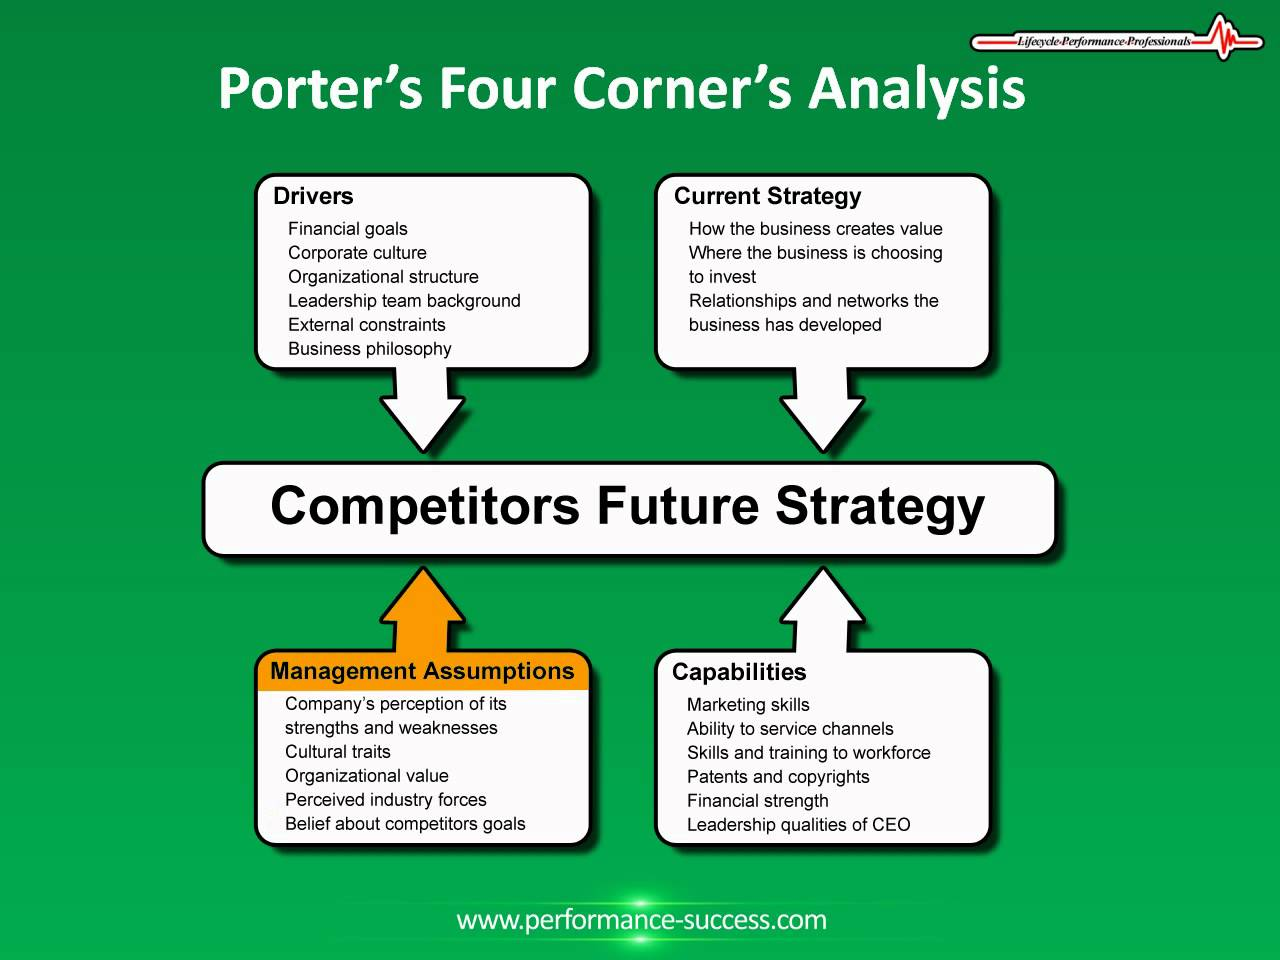 Lifecycle-Performance-Professionals
Porter’s Four Corner’s Analysis
Drivers
Financial goals
Corporate culture
Organizational structure
Leadership team background
External constraints
Business philosophy
Current Strategy
How the business creates value
Where the business is choosing
to invest
Relationships and networks the
business has developed
Competitors Future Strategy
Management Assumptions
Company’s perception of its
strengths and weaknesses
Cultural traits
Organizational value
Perceived industry forces
Belief about competitors goals
Capabilities
Marketing skills
Ability to service channels
Skills and training to workforce
Patents and copyrights
Financial strength
Leadership qualities of CEO
www.performance-success.com